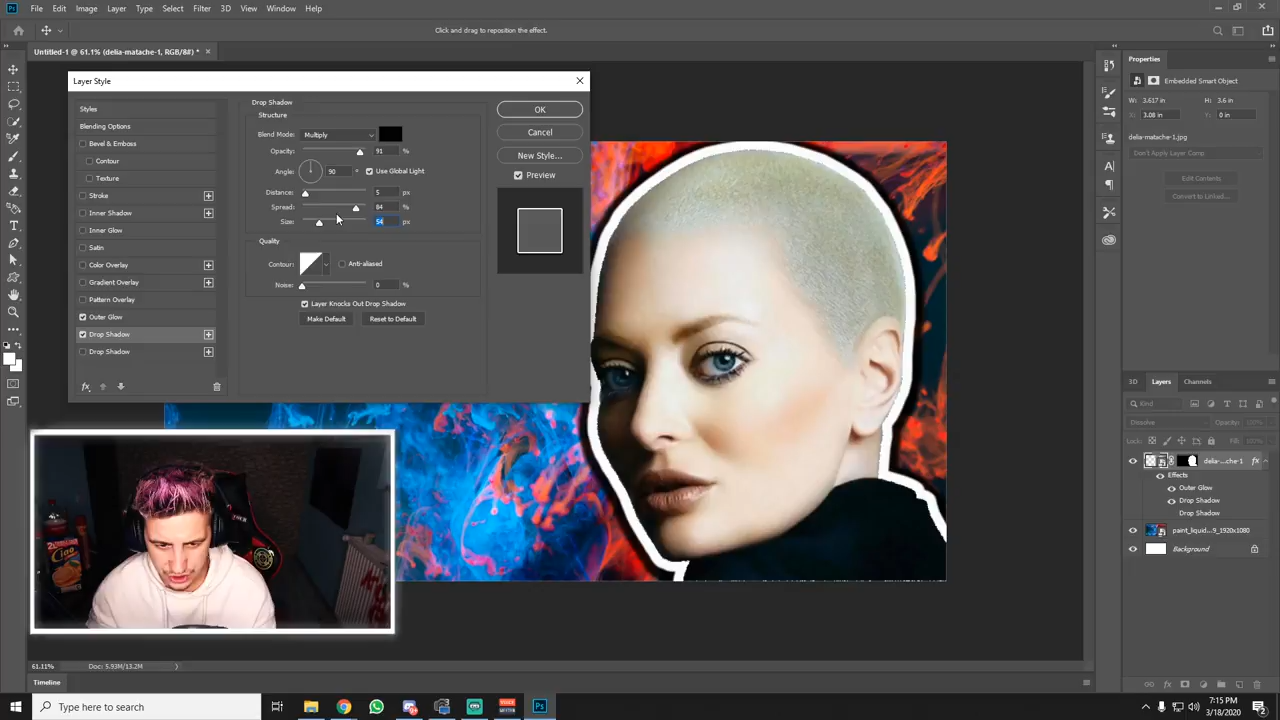 Ps File Edit Image Layer Type Select Filter 3D View Window Help
Click and drag to reposition the effect.
Untitled-1 @ 61.1% (delia-matache-1, RGB/8#) * ×
Layer Style
Styles
Blending Options
Bevel & Emboss
Contour
Texture
Stroke
Inner Shadow
Inner Glow
Satin
Color Overlay
Gradient Overlay
Pattern Overlay
Outer Glow
Drop Shadow
Drop Shadow
fx
Drop Shadow
Structure
Blend Mode: Multiply
Opacity: 91 %
Angle: 90 ° Use Global Light
Distance: 5 px
Spread: 84 %
Size: 54 px
Quality
Contour: Anti-aliased
Noise: 0 %
Layer Knocks Out Drop Shadow
Make Default Reset to Default
OK
Cancel
New Style...
Preview
Properties
Embedded Smart Object
W: 3.617 in H: 3.6 in
X: 3.08 in Y: 0 in
delia-matache-1.jpg
Don't Apply Layer Comp
Edit Contents
Convert to Linked...
3D Layers Channels
Kind
Dissolve Opacity: 100%
Lock: Fill: 100%
delia-...che-1 fx
Effects
Outer Glow
Drop Shadow
Drop Shadow
paint_liquid...9_1920x1080
Background
Ciao
61.11% Doc: 5.93M/13.2M
Timeline
Type here to search
Ps
7:15 PM
3/18/2020